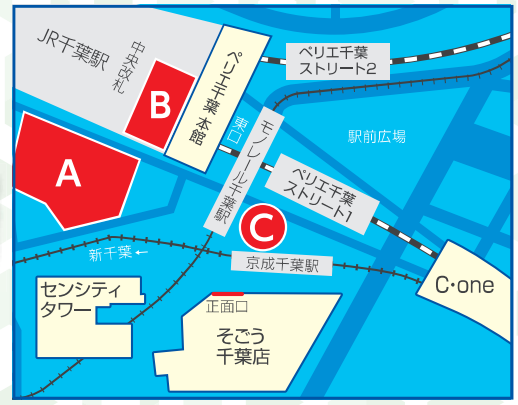 JR千葉駅
中央改札
ペリエ千葉 本館
ペリエ千葉
ストリート2
B
A
東口
モノレール千葉駅
駅前広場
ペリエ千葉
ストリート1
C
新千葉←
京成千葉駅
C・one
センシティ
タワー
正面口
そごう
千葉店